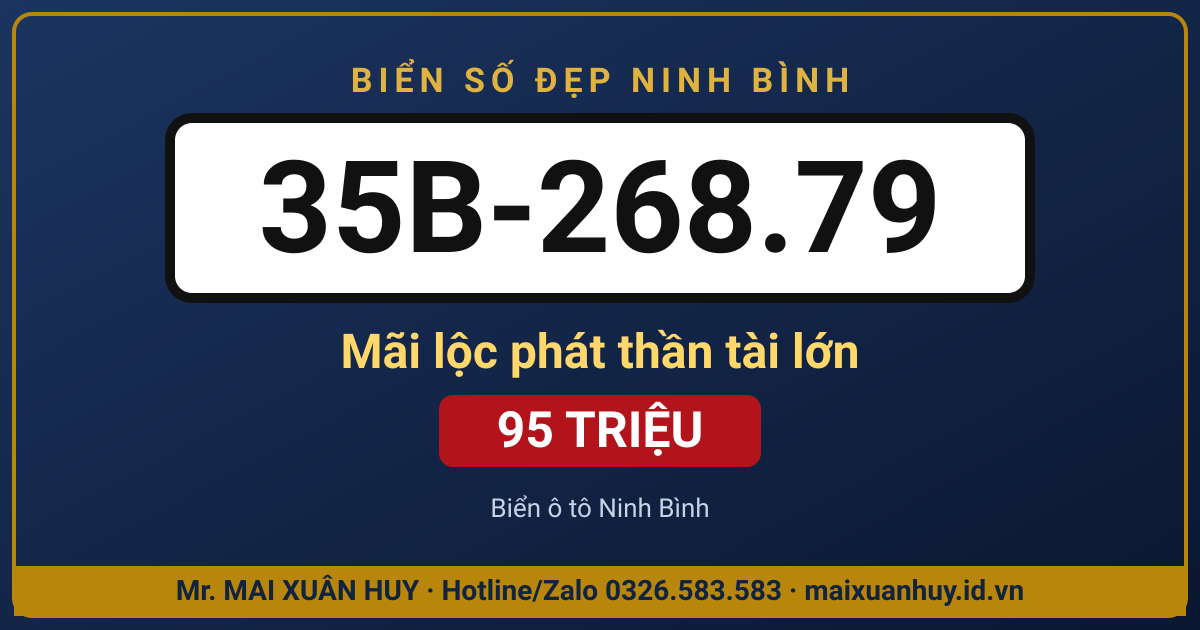 BIỂN SỐ ĐẸP NINH BÌNH
35B-268.79
Mãi lộc phát thần tài lớn
95 TRIỆU
Biển ô tô Ninh Bình
Mr. MAI XUÂN HUY · Hotline/Zalo 0326.583.583 · maixuanhuy.id.vn